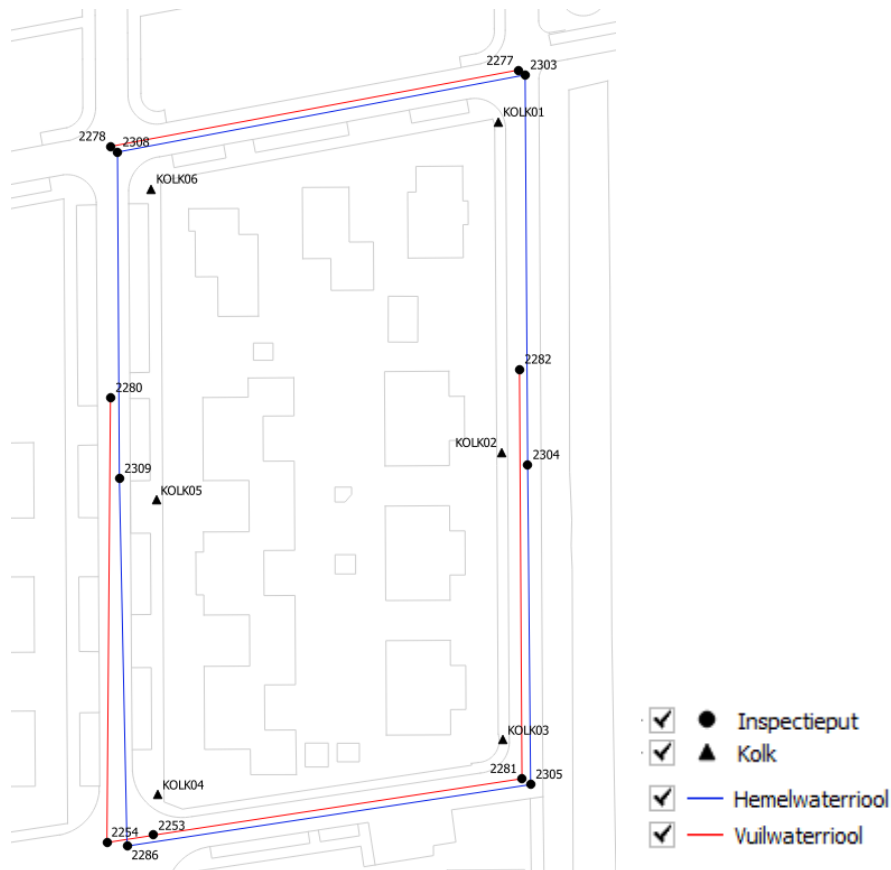 2277
2303
KOLK01
2278
2308
KOLK06
2282
2280
KOLK02
2304
2309
KOLK05
KOLK03
2281
2305
KOLK04
2254
2253
2286
Inspectieput
Kolk
Hemelwaterriool
Vuilwaterriool